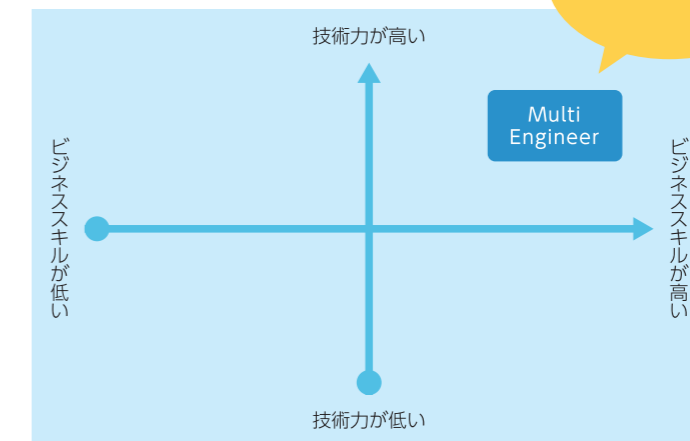 技術力が高い
Multi
Engineer
ビジネススキルが低い
ビジネススキルが高い
技術力が低い